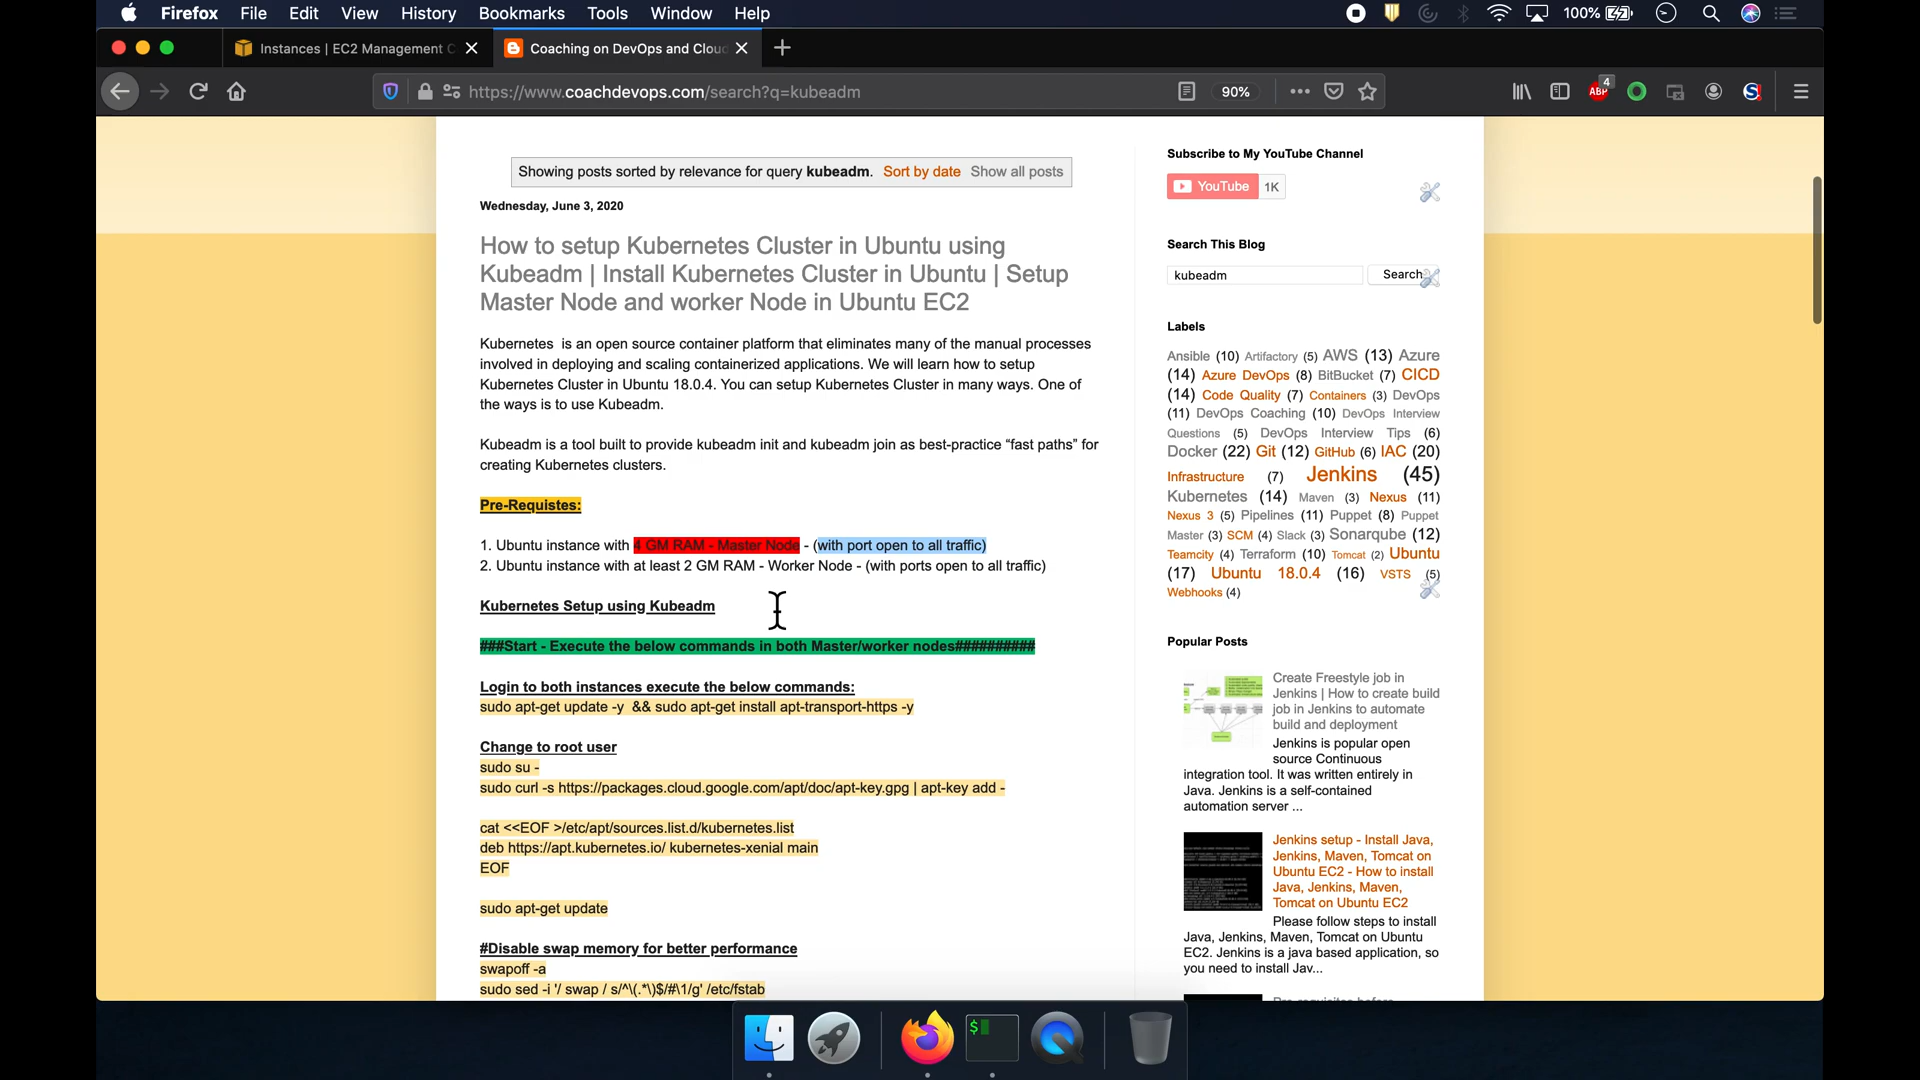 Firefox File Edit View History Bookmarks Tools Window Help
100%
Instances | EC2 Management C
Coaching on DevOps and Cloud
https://www.coachdevops.com/search?q=kubeadm
90%
4
ABP
Showing posts sorted by relevance for query kubeadm. Sort by date Show all posts
Wednesday, June 3, 2020
How to setup Kubernetes Cluster in Ubuntu using
Kubeadm | Install Kubernetes Cluster in Ubuntu | Setup
Master Node and worker Node in Ubuntu EC2
Kubernetes is an open source container platform that eliminates many of the manual processes
involved in deploying and scaling containerized applications. We will learn how to setup
Kubernetes Cluster in Ubuntu 18.0.4. You can setup Kubernetes Cluster in many ways. One of
the ways is to use Kubeadm.
Kubeadm is a tool built to provide kubeadm init and kubeadm join as best-practice “fast paths” for
creating Kubernetes clusters.
Pre-Requistes:
1. Ubuntu instance with 4 GM RAM - Master Node - (with port open to all traffic)
2. Ubuntu instance with at least 2 GM RAM - Worker Node - (with ports open to all traffic)
Kubernetes Setup using Kubeadm
###Start - Execute the below commands in both Master/worker nodes##########
Login to both instances execute the below commands:
sudo apt-get update -y && sudo apt-get install apt-transport-https -y
Change to root user
sudo su -
sudo curl -s https://packages.cloud.google.com/apt/doc/apt-key.gpg | apt-key add -
cat <<EOF >/etc/apt/sources.list.d/kubernetes.list
deb https://apt.kubernetes.io/ kubernetes-xenial main
EOF
sudo apt-get update
#Disable swap memory for better performance
swapoff -a
sudo sed -i '/ swap / s/^\(.*\)$/#\1/g' /etc/fstab
Subscribe to My YouTube Channel
YouTube 1K
Search This Blog
kubeadm Search
Labels
Ansible (10) Artifactory (5) AWS (13) Azure
(14) Azure DevOps (8) BitBucket (7) CICD
(14) Code Quality (7) Containers (3) DevOps
(11) DevOps Coaching (10) DevOps Interview
Questions (5) DevOps Interview Tips (6)
Docker (22) Git (12) GitHub (6) IAC (20)
Infrastructure (7) Jenkins (45)
Kubernetes (14) Maven (3) Nexus (11)
Nexus 3 (5) Pipelines (11) Puppet (8) Puppet
Master (3) SCM (4) Slack (3) Sonarqube (12)
Teamcity (4) Terraform (10) Tomcat (2) Ubuntu
(17) Ubuntu 18.0.4 (16) VSTS (5)
Webhooks (4)
Popular Posts
Create Freestyle job in
Jenkins | How to create build
job in Jenkins to automate
build and deployment
Jenkins is popular open
source Continuous
integration tool. It was written entirely in
Java. Jenkins is a self-contained
automation server ...
Jenkins setup - Install Java,
Jenkins, Maven, Tomcat on
Ubuntu EC2 - How to install
Java, Jenkins, Maven,
Tomcat on Ubuntu EC2
Please follow steps to install
Java, Jenkins, Maven, Tomcat on Ubuntu
EC2. Jenkins is a java based application, so
you need to install Jav...
$